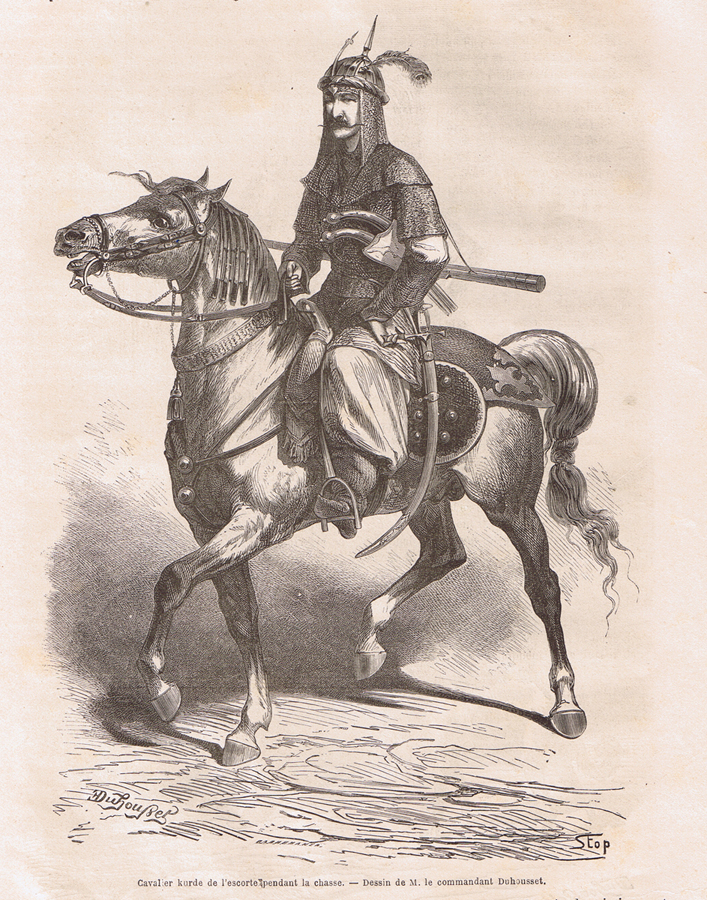 Duhousset
Stop
Cavalier kurde de l'escorte pendant la chasse. — Dessin de M. le commandant Duhousset.